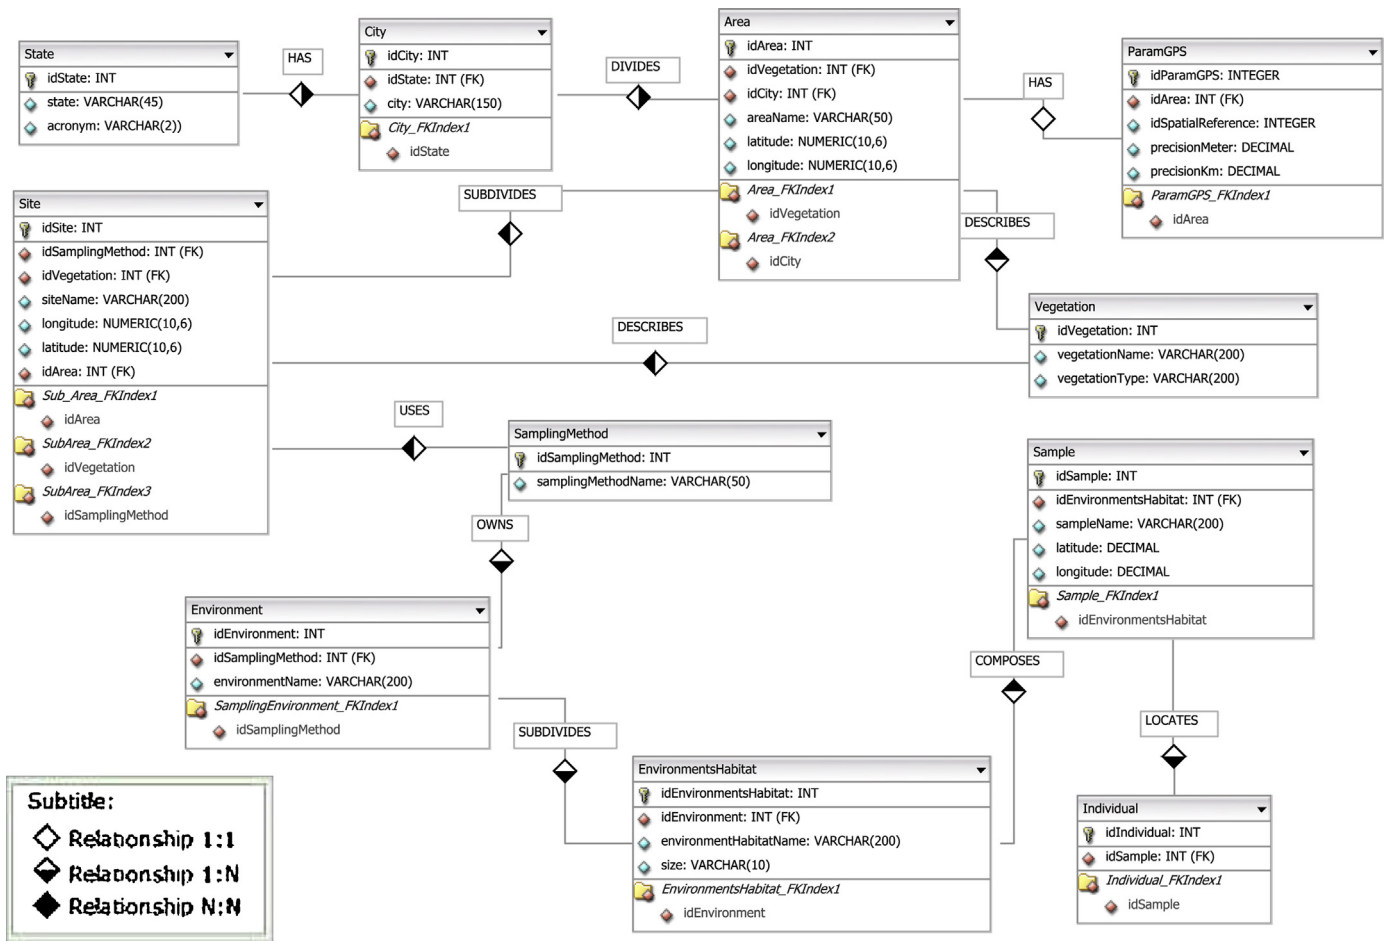 State
idState: INT
state: VARCHAR(45)
acronym: VARCHAR(2))
HAS
City
idCity: INT
idState: INT (FK)
city: VARCHAR(150)
City_FKIndex1
idState
DIVIDES
Area
idArea: INT
idVegetation: INT (FK)
idCity: INT (FK)
areaName: VARCHAR(50)
latitude: NUMERIC(10,6)
longitude: NUMERIC(10,6)
Area_FKIndex1
idVegetation
Area_FKIndex2
idCity
HAS
ParamGPS
idParamGPS: INTEGER
idArea: INT (FK)
idSpatialReference: INTEGER
precisionMeter: DECIMAL
precisionKm: DECIMAL
ParamGPS_FKIndex1
idArea
Site
idSite: INT
idSamplingMethod: INT (FK)
idVegetation: INT (FK)
siteName: VARCHAR(200)
longitude: NUMERIC(10,6)
latitude: NUMERIC(10,6)
idArea: INT (FK)
Sub_Area_FKIndex1
idArea
SubArea_FKIndex2
idVegetation
SubArea_FKIndex3
idSamplingMethod
SUBDIVIDES
DESCRIBES
Vegetation
idVegetation: INT
vegetationName: VARCHAR(200)
vegetationType: VARCHAR(200)
DESCRIBES
USES
SamplingMethod
idSamplingMethod: INT
samplingMethodName: VARCHAR(50)
OWNS
Sample
idSample: INT
idEnvironmentsHabitat: INT (FK)
sampleName: VARCHAR(200)
latitude: DECIMAL
longitude: DECIMAL
Sample_FKIndex1
idEnvironmentsHabitat
Environment
idEnvironment: INT
idSamplingMethod: INT (FK)
environmentName: VARCHAR(200)
SamplingEnvironment_FKIndex1
idSamplingMethod
SUBDIVIDES
COMPOSES
LOCATES
EnvironmentsHabitat
idEnvironmentsHabitat: INT
idEnvironment: INT (FK)
environmentHabitatName: VARCHAR(200)
size: VARCHAR(10)
EnvironmentsHabitat_FKIndex1
idEnvironment
Individual
idIndividual: INT
idSample: INT (FK)
Individual_FKIndex1
idSample
Subtitle:
Relationship 1:1
Relationship 1:N
Relationship N:N